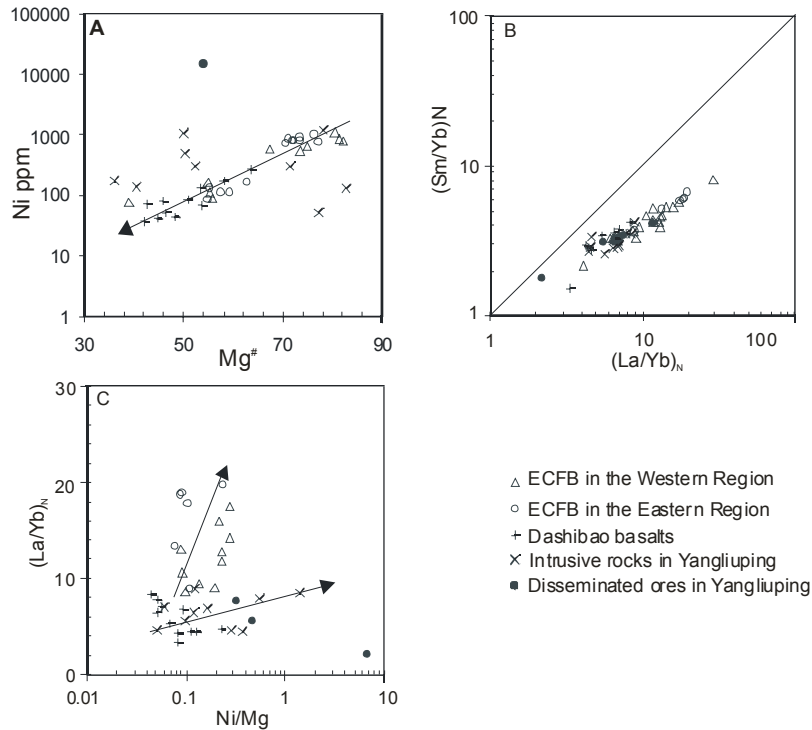 A
100000
10000
1000
100
10
1
Ni ppm
30
50
70
90
Mg#
B
100
10
1
(Sm/Yb)N
1
10
100
(La/Yb)N
C
30
20
10
0
(La/Yb)N
0.01
0.1
1
10
Ni/Mg
ECFB in the Western Region
ECFB in the Eastern Region
Dashibao basalts
Intrusive rocks in Yangliuping
Disseminated ores in Yangliuping